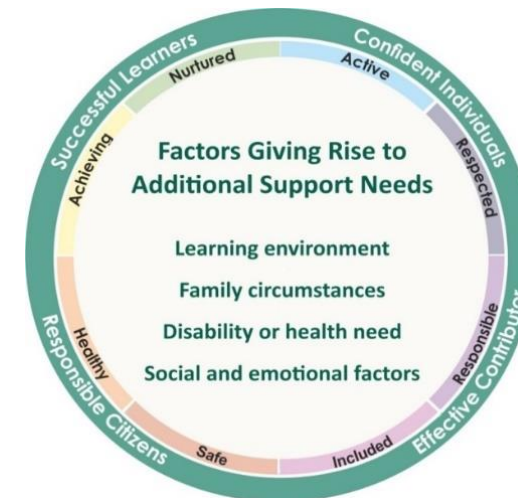 Successful Learners
Confident Individuals
Nurtured
Active
Achieving
Respected
Factors Giving Rise to
Additional Support Needs
Learning environment
Family circumstances
Disability or health need
Social and emotional factors
Healthy
Responsible
Safe
Included
Responsible Citizens
Effective Contributor